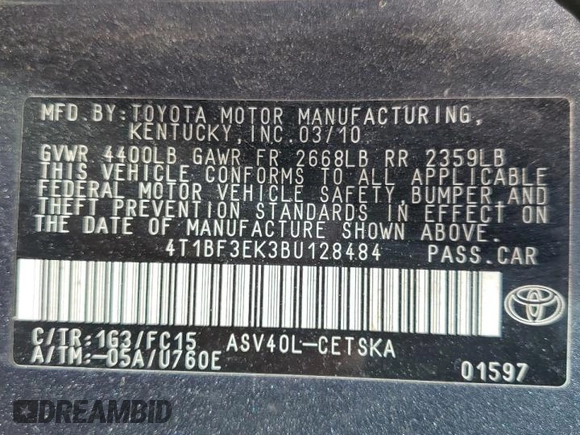 MFD.BY:TOYOTA MOTOR MANUFACTURING,
KENTUCKY,INC.03/10
GVWR 4400LB GAWR FR 2668LB RR 2359LB
THIS VEHICLE CONFORMS TO ALL APPLICABLE
FEDERAL MOTOR VEHICLE SAFETY,BUMPER,AND
THEFT PREVENTION STANDARDS IN EFFECT ON
THE DATE OF MANUFACTURE SHOWN ABOVE.
4T1BF3EK3BU128484 PASS.CAR
C/TR:1G3/FC15 ASV40L-CETSKA
A/TM:-05A/U760E 01597
TOYOTA
DREAMBID